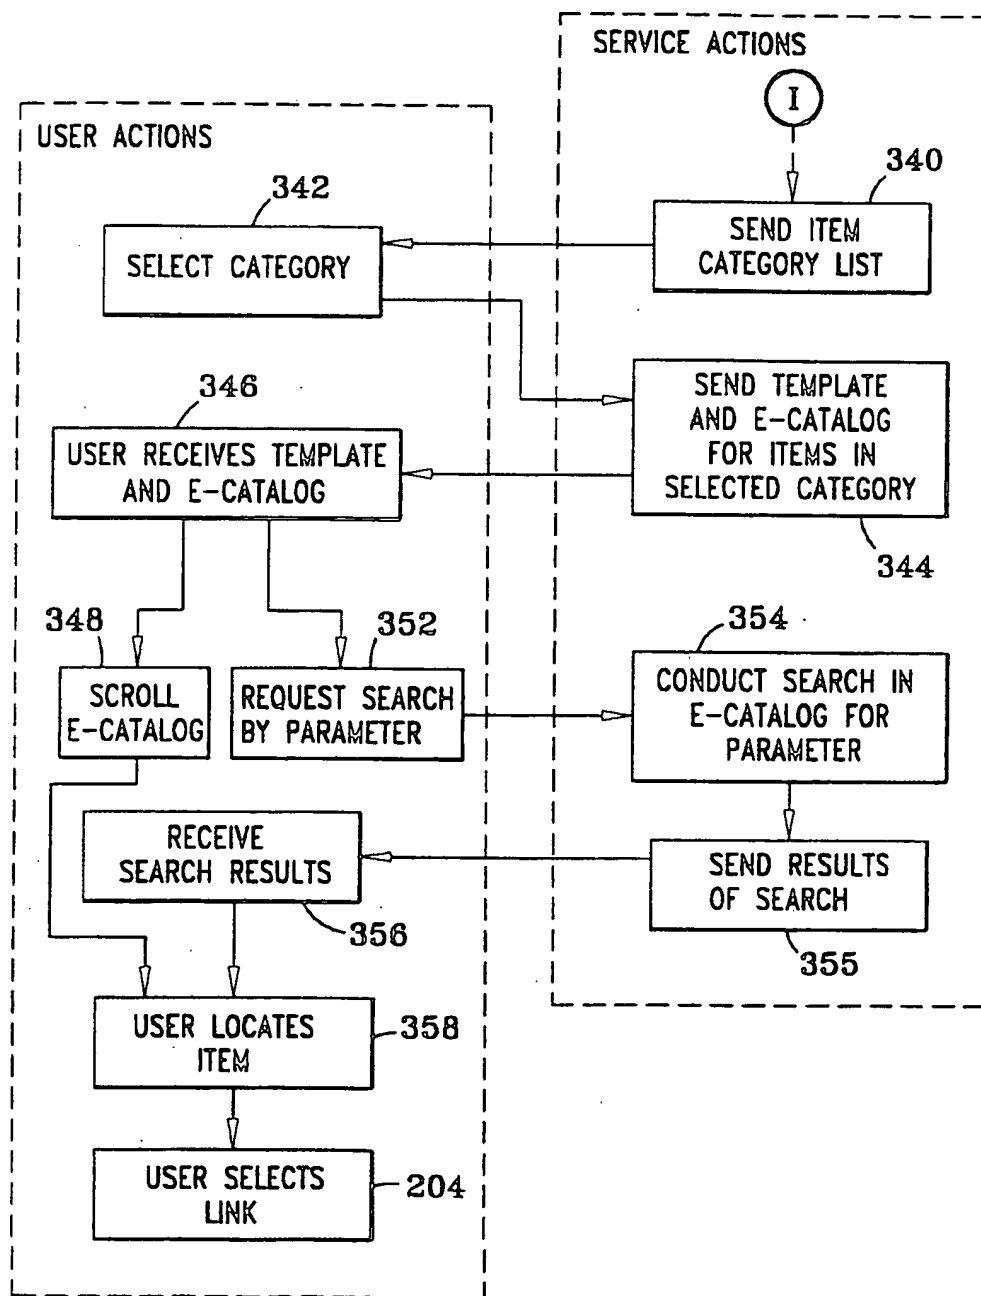 SERVICE ACTIONS
I
USER ACTIONS
340
SEND ITEM
CATEGORY LIST
342
SELECT CATEGORY
SEND TEMPLATE
AND E-CATALOG
FOR ITEMS IN
SELECTED CATEGORY
344
346
USER RECEIVES TEMPLATE
AND E-CATALOG
348
SCROLL
E-CATALOG
352
REQUEST SEARCH
BY PARAMETER
354
CONDUCT SEARCH IN
E-CATALOG FOR
PARAMETER
RECEIVE
SEARCH RESULTS
356
SEND RESULTS
OF SEARCH
355
USER LOCATES
ITEM
358
USER SELECTS
LINK
204